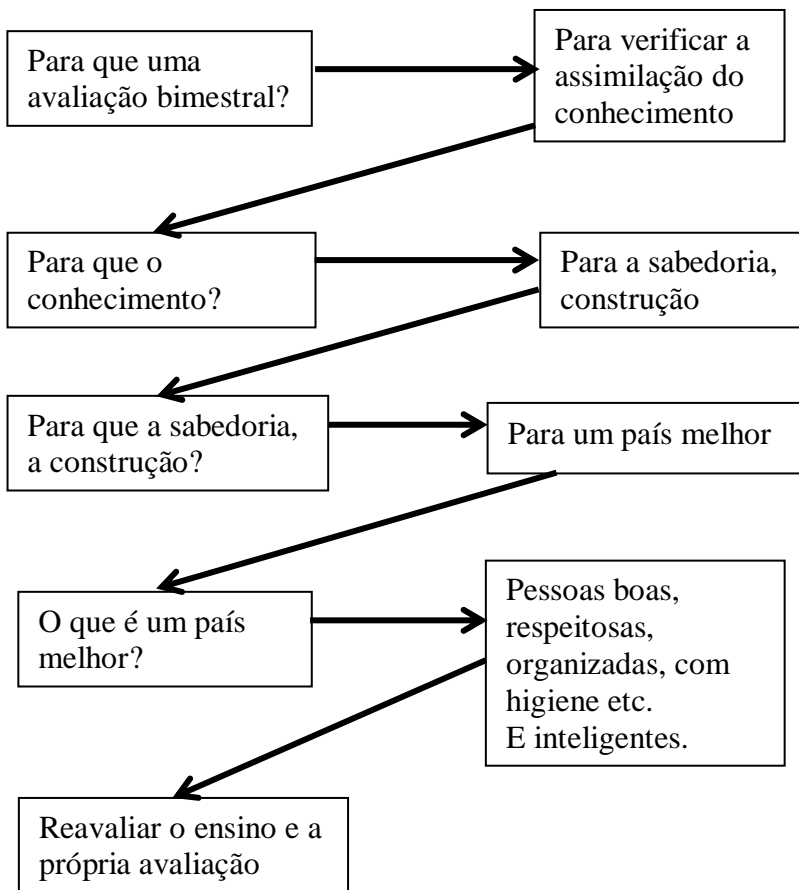 Para que uma
avaliação bimestral?
Para verificar a
assimilação do
conhecimento
Para que o
conhecimento?
Para a sabedoria,
construção
Para que a sabedoria,
a construção?
Para um país melhor
O que é um país
melhor?
Pessoas boas,
respeitosas,
organizadas, com
higiene etc.
E inteligentes.
Reavaliar o ensino e a
própria avaliação